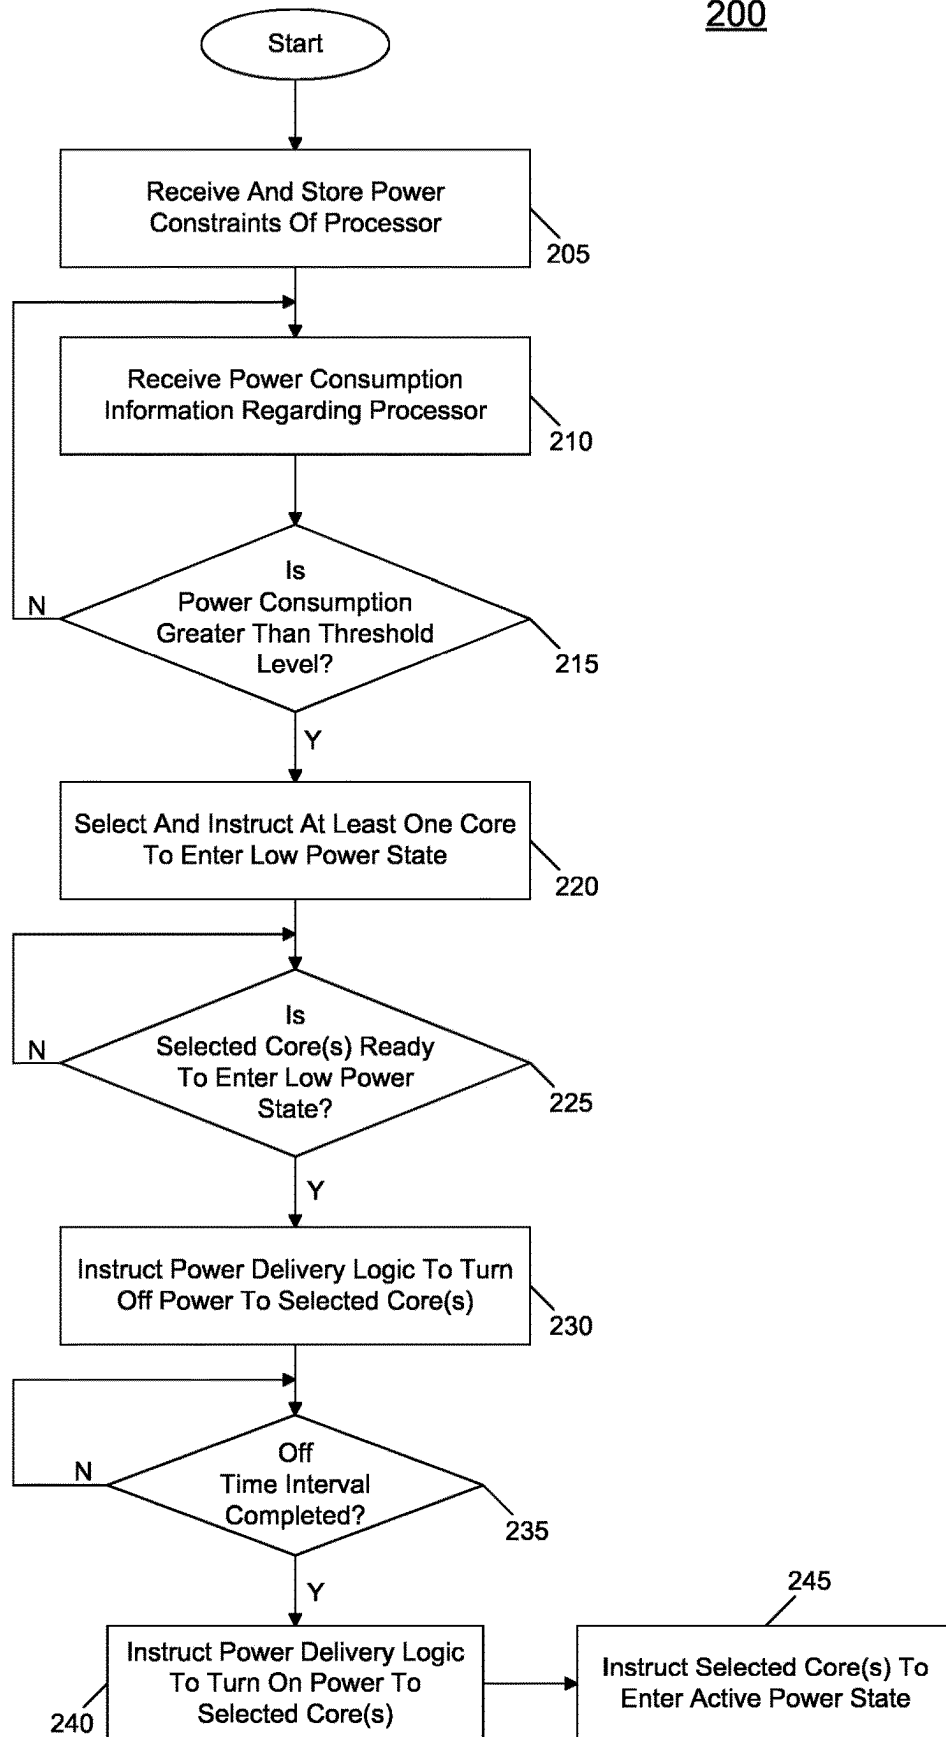 200
Start
Receive And Store Power
Constraints Of Processor
205
Receive Power Consumption
Information Regarding Processor
210
Is
Power Consumption
Greater Than Threshold
Level?
N
215
Y
Select And Instruct At Least One Core
To Enter Low Power State
220
Is
Selected Core(s) Ready
To Enter Low Power
State?
N
225
Y
Instruct Power Delivery Logic To Turn
Off Power To Selected Core(s)
230
Off
Time Interval
Completed?
N
235
Y
Instruct Power Delivery Logic
To Turn On Power To
Selected Core(s)
240
245
Instruct Selected Core(s) To
Enter Active Power State